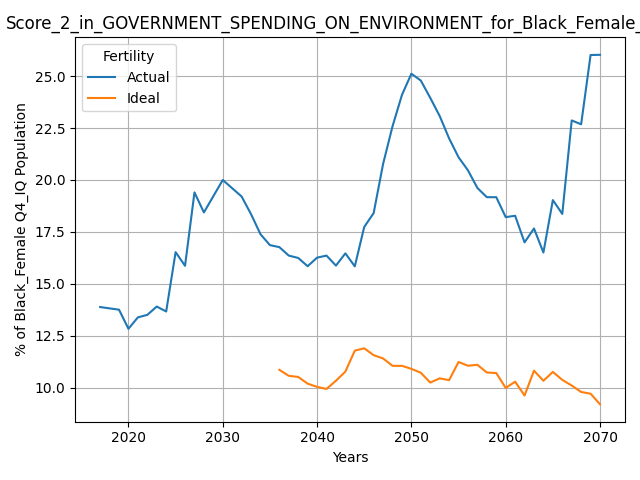 Score_2_in_GOVERNMENT_SPENDING_ON_ENVIRONMENT_for_Black_Female_
Fertility
Actual
Ideal
25.0
22.5
20.0
17.5
15.0
12.5
10.0
% of Black_Female Q4_IQ Population
2020 2030 2040 2050 2060 2070
Years